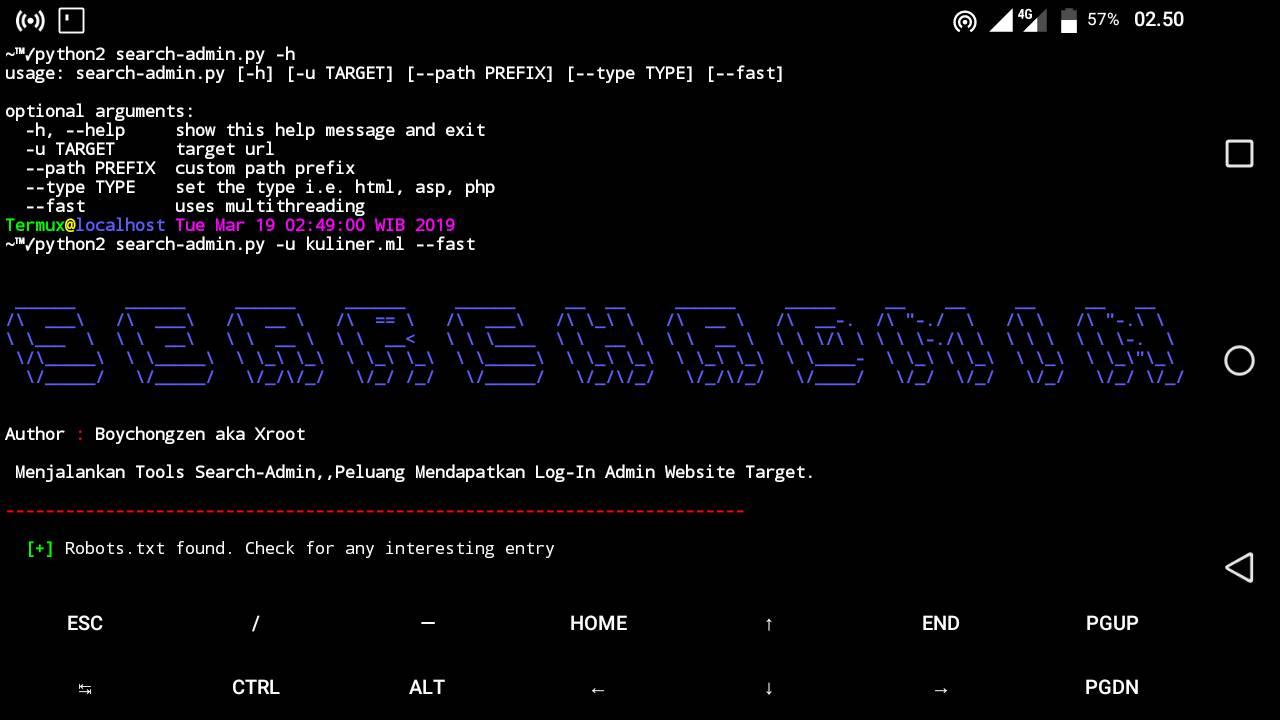 4G 57% 02.50
~™√python2 search-admin.py -h
usage: search-admin.py [-h] [-u TARGET] [--path PREFIX] [--type TYPE] [--fast]
optional arguments:
-h, --help show this help message and exit
-u TARGET target url
--path PREFIX custom path prefix
--type TYPE set the type i.e. html, asp, php
--fast uses multithreading
Termux@localhost Tue Mar 19 02:49:00 WIB 2019
~™√python2 search-admin.py -u kuliner.ml --fast
SEARCHADMIN
Author : Boychongzen aka Xroot
Menjalankan Tools Search-Admin,,Peluang Mendapatkan Log-In Admin Website Target.
--------------------------------------------------------------------------
[+] Robots.txt found. Check for any interesting entry
ESC / — HOME ↑ END PGUP
↹ CTRL ALT ← ↓ → PGDN